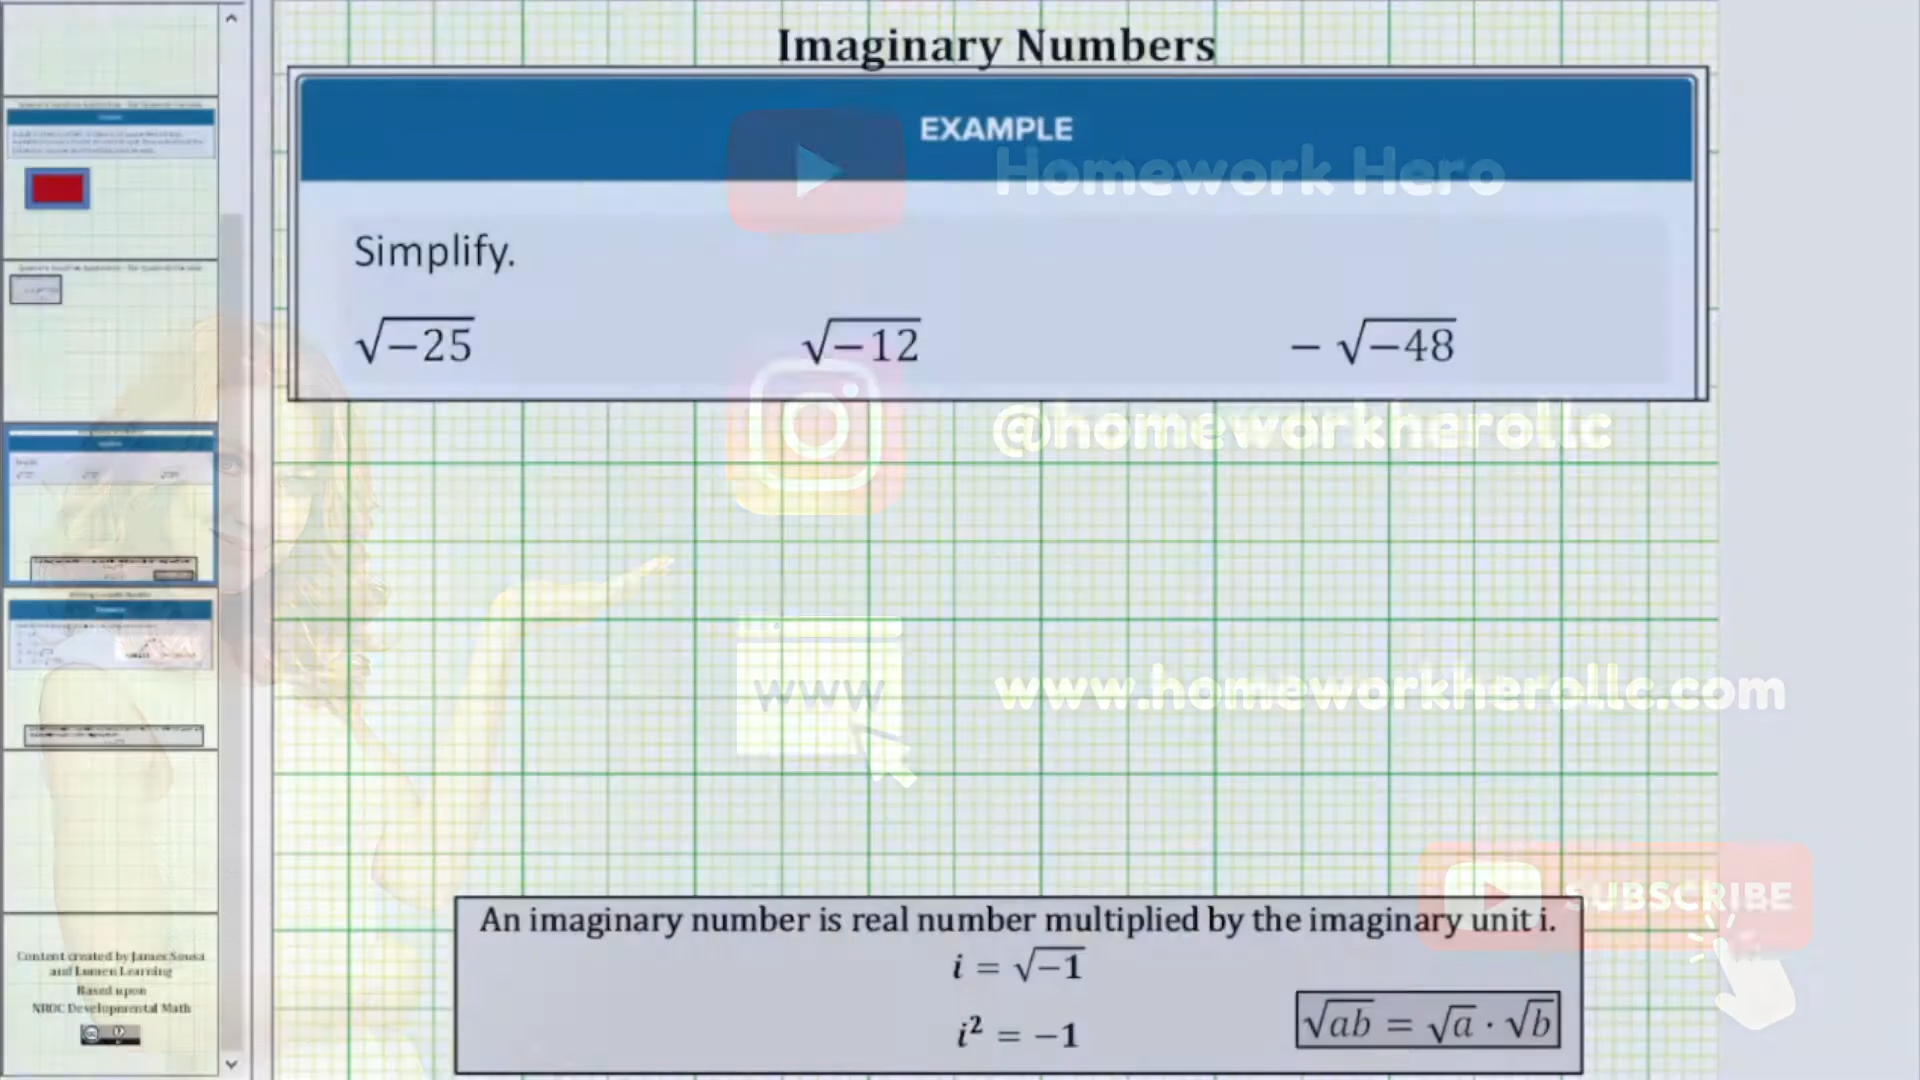 Imaginary Numbers
EXAMPLE
Homework Hero
Simplify.
√−25
√−12
− √−48
@homeworkherollc
www
www.homeworkherollc.com
SUBSCRIBE
An imaginary number is real number multiplied by the imaginary unit i.
i = √−1
i² = −1
√ab = √a · √b
Content created by James Sousa
and Lumen Learning
Based upon
NROC Developmental Math